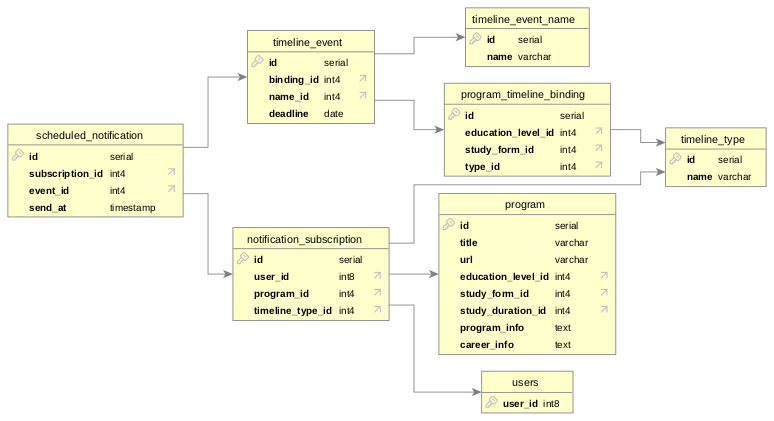 timeline_event_name
id serial
name varchar
timeline_event
id serial
binding_id int4
name_id int4
deadline date
program_timeline_binding
id serial
education_level_id int4
study_form_id int4
type_id int4
timeline_type
id serial
name varchar
scheduled_notification
id serial
subscription_id int4
event_id int4
send_at timestamp
notification_subscription
id serial
user_id int8
program_id int4
timeline_type_id int4
program
id serial
title varchar
url varchar
education_level_id int4
study_form_id int4
study_duration_id int4
program_info text
career_info text
users
user_id int8